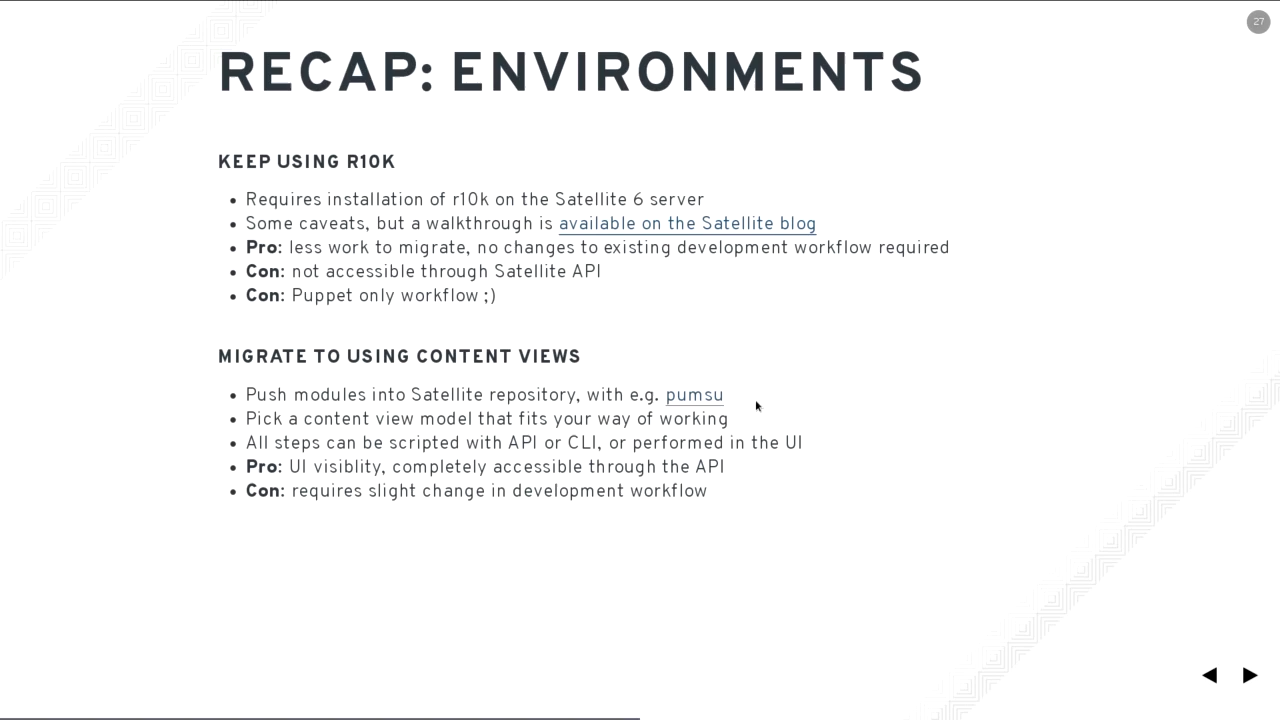 27
RECAP: ENVIRONMENTS
KEEP USING R10K
Requires installation of r10k on the Satellite 6 server
Some caveats, but a walkthrough is available on the Satellite blog
Pro: less work to migrate, no changes to existing development workflow required
Con: not accessible through Satellite API
Con: Puppet only workflow ;)
MIGRATE TO USING CONTENT VIEWS
Push modules into Satellite repository, with e.g. pumsu
Pick a content view model that fits your way of working
All steps can be scripted with API or CLI, or performed in the UI
Pro: UI visiblity, completely accessible through the API
Con: requires slight change in development workflow